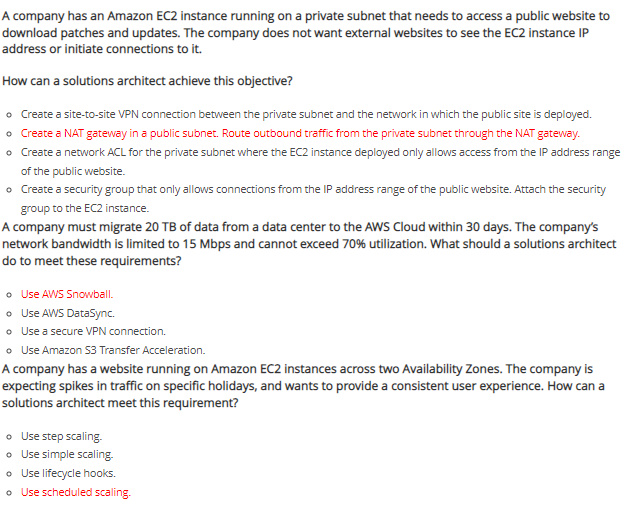 A company has an Amazon EC2 instance running on a private subnet that needs to access a public website to
download patches and updates. The company does not want external websites to see the EC2 instance IP
address or initiate connections to it.
How can a solutions architect achieve this objective?
Create a site-to-site VPN connection between the private subnet and the network in which the public site is deployed.
Create a NAT gateway in a public subnet. Route outbound traffic from the private subnet through the NAT gateway.
Create a network ACL for the private subnet where the EC2 instance deployed only allows access from the IP address range
of the public website.
Create a security group that only allows connections from the IP address range of the public website. Attach the security
group to the EC2 instance.
A company must migrate 20 TB of data from a data center to the AWS Cloud within 30 days. The company's
network bandwidth is limited to 15 Mbps and cannot exceed 70% utilization. What should a solutions architect
do to meet these requirements?
Use AWS Snowball.
Use AWS DataSync.
Use a secure VPN connection.
Use Amazon S3 Transfer Acceleration.
A company has a website running on Amazon EC2 instances across two Availability Zones. The company is
expecting spikes in traffic on specific holidays, and wants to provide a consistent user experience. How can a
solutions architect meet this requirement?
Use step scaling.
Use simple scaling.
Use lifecycle hooks.
Use scheduled scaling.